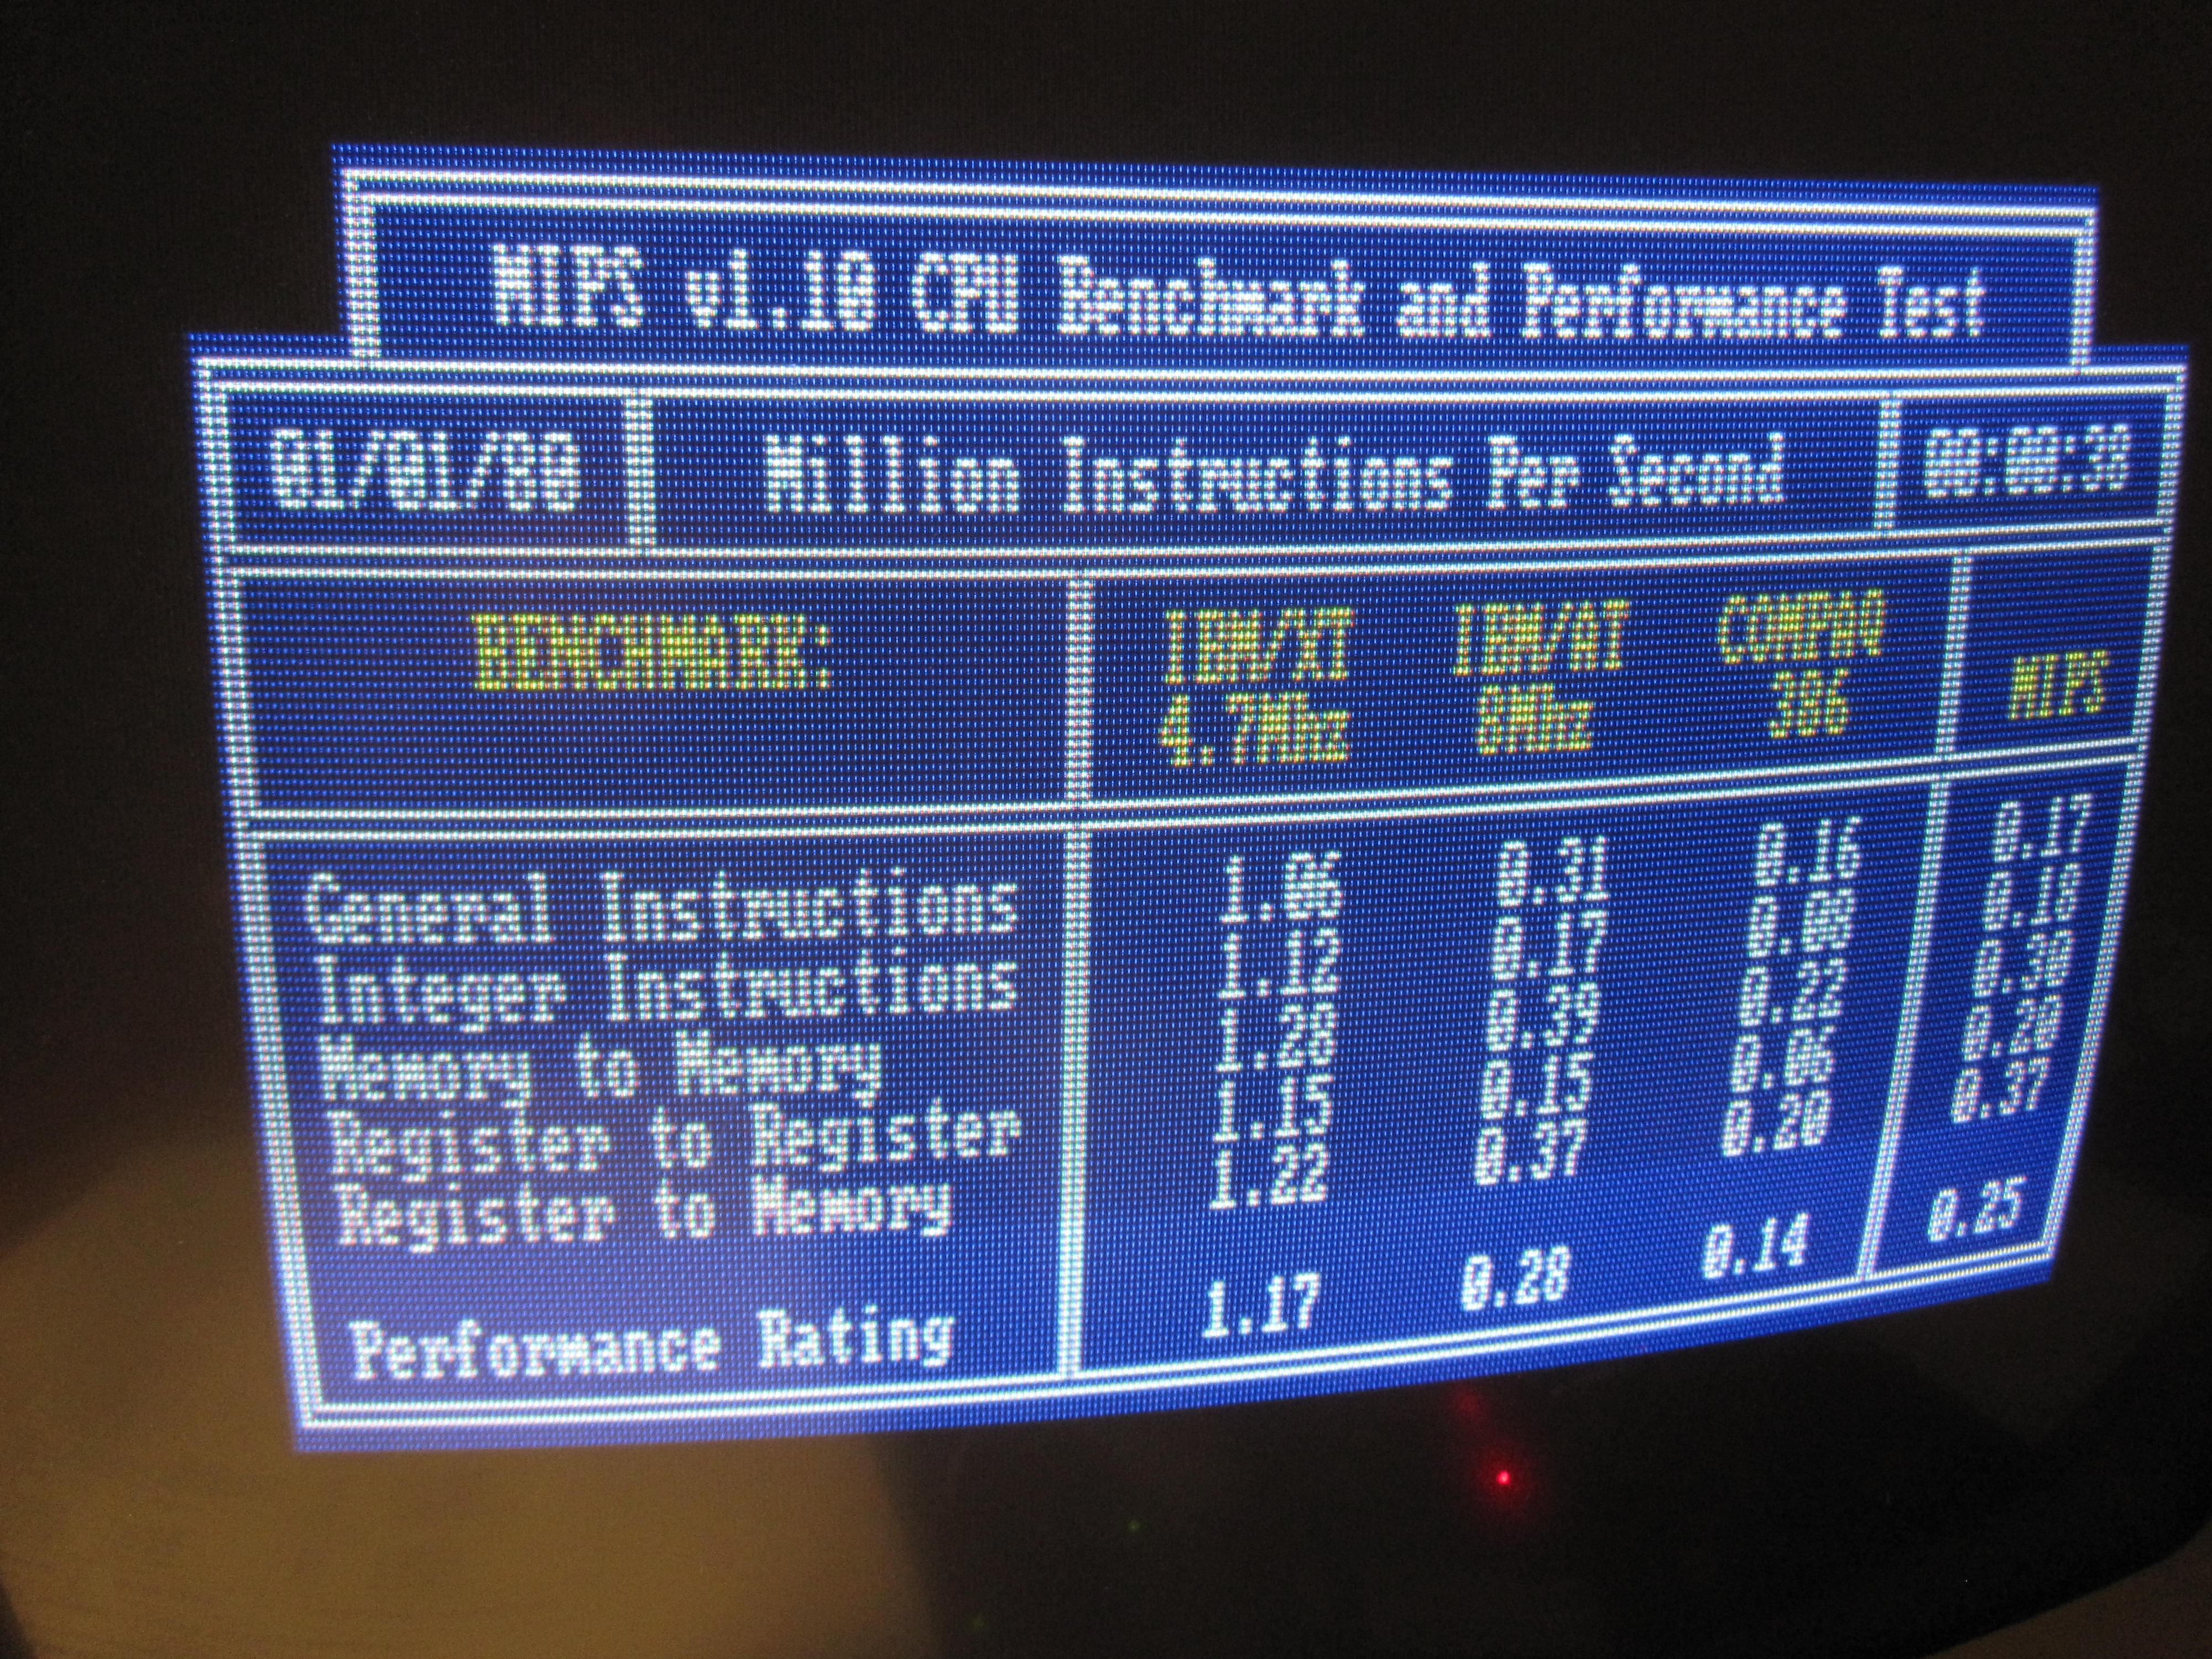 MIPS v1.10 CPU Benchmark and Performance Test
01/01/80 Million Instructions Per Second 00:00:38
BENCHMARK: IBM/XT IBM/AT COMPAQ
4.7Mhz 8Mhz 386 MIPS
General Instructions 1.06 0.31 0.16 0.17
Integer Instructions 1.12 0.17 0.08 0.18
Memory to Memory 1.28 0.39 0.22 0.30
Register to Register 1.15 0.15 0.06 0.20
Register to Memory 1.22 0.37 0.20 0.37
Performance Rating 1.17 0.28 0.14 0.25